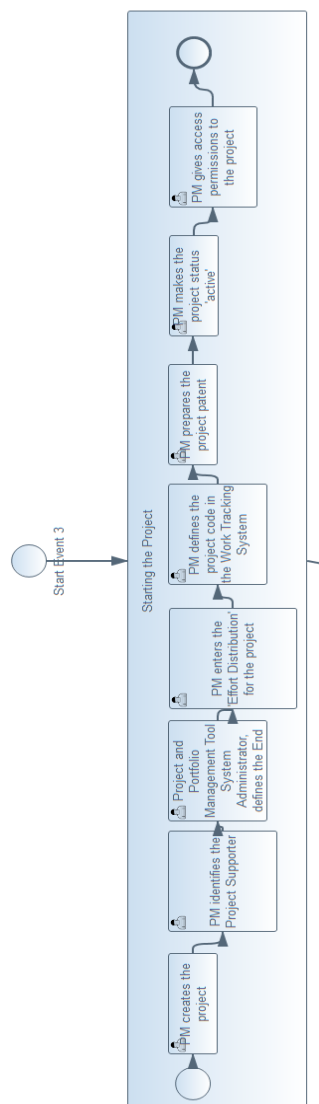 Start Event 3
Starting the Project
PM creates the
project
PM identifies the
Project Supporter
Project and
Portfolio
Management Tool
System
Administrator,
defines the End
PM enters the
'Effort Distribution'
for the project
PM defines the
project code in
the Work Tracking
System
PM prepares the
project patent
PM makes the
project status
'active'
PM gives access
permissions to
the project